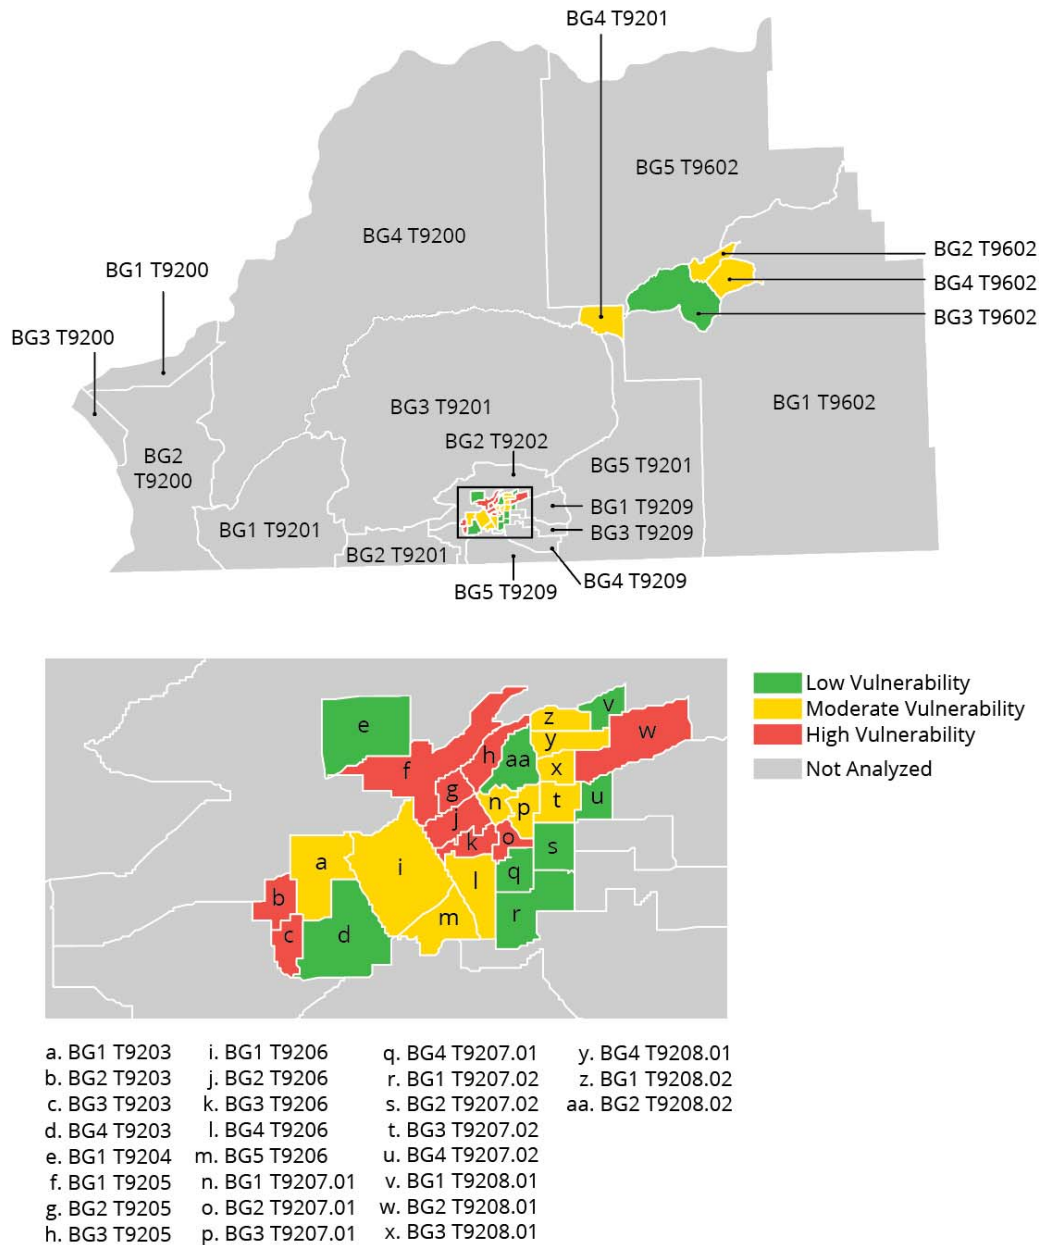 BG4 T9201
BG5 T9602
BG4 T9200
BG2 T9602
BG1 T9200
BG4 T9602
BG3 T9602
BG3 T9200
BG1 T9602
BG3 T9201
BG2 T9202
BG2
T9200
BG5 T9201
BG1 T9209
BG1 T9201
BG3 T9209
BG2 T9201
BG4 T9209
BG5 T9209
Low Vulnerability
Moderate Vulnerability
High Vulnerability
Not Analyzed
v
z
e
w
y
h
aa
x
f
g
u
n
t
p
j
o
k
s
a
i
q
l
b
r
m
c
d
a. BG1 T9203
b. BG2 T9203
c. BG3 T9203
d. BG4 T9203
e. BG1 T9204
f. BG1 T9205
g. BG2 T9205
h. BG3 T9205
i. BG1 T9206
j. BG2 T9206
k. BG3 T9206
l. BG4 T9206
m. BG5 T9206
n. BG1 T9207.01
o. BG2 T9207.01
p. BG3 T9207.01
q. BG4 T9207.01
r. BG1 T9207.02
s. BG2 T9207.02
t. BG3 T9207.02
u. BG4 T9207.02
v. BG1 T9208.01
w. BG2 T9208.01
x. BG3 T9208.01
y. BG4 T9208.01
z. BG1 T9208.02
aa. BG2 T9208.02